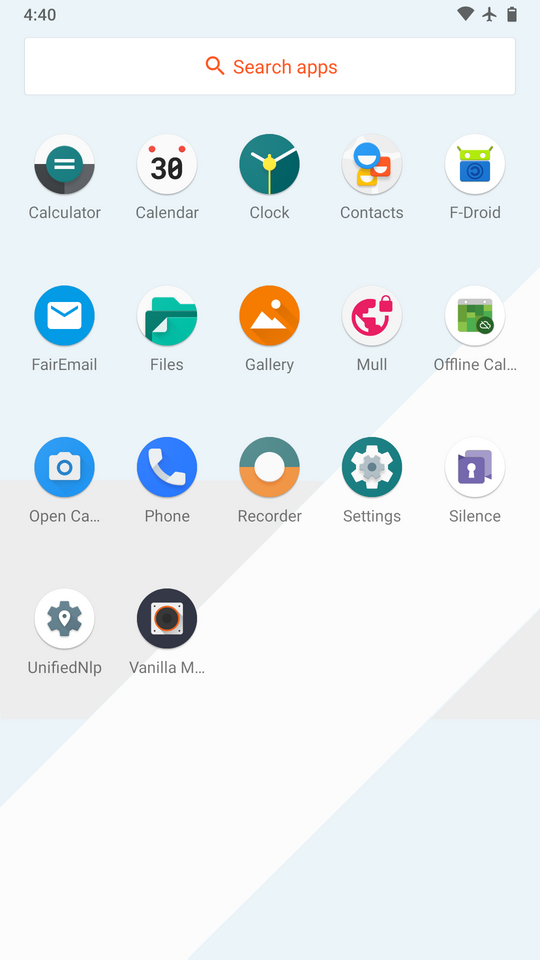 4:40
Search apps
Calculator
30
Calendar
Clock
Contacts
F-Droid
FairEmail
Files
Gallery
Mull
Offline Cal...
Open Ca...
Phone
Recorder
Settings
Silence
UnifiedNlp
Vanilla M...